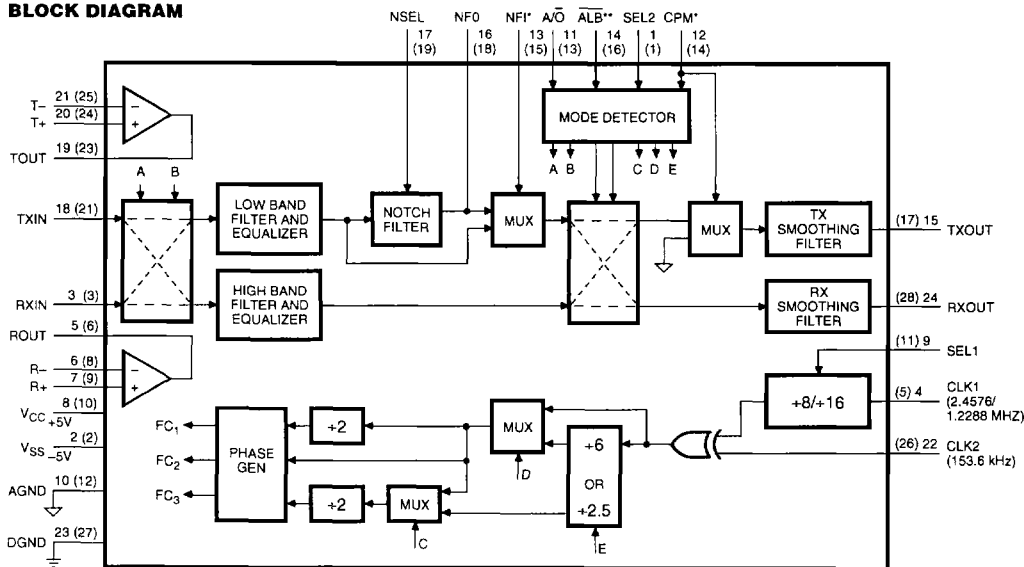 BLOCK DIAGRAM
NSEL NF0 NFI* A/O̅ A̅L̅B̅** SEL2 CPM*
17 16 13 11 14 1 12
(19) (18) (15) (13) (16) (1) (14)
MODE DETECTOR
A B C D E
T− 21 (25)
T+ 20 (24)
− +
TOUT 19 (23)
A B
TXIN 18 (21)
LOW BAND
FILTER AND
EQUALIZER
NOTCH
FILTER
MUX
MUX
TX
SMOOTHING
FILTER
(17) 15 TXOUT
RXIN 3 (3)
HIGH BAND
FILTER AND
EQUALIZER
RX
SMOOTHING
FILTER
(28) 24 RXOUT
ROUT 5 (6)
R− 6 (8)
R+ 7 (9)
− +
(11) 9 SEL1
÷8/÷16
(5) 4 CLK1
(2.4576/
1.2288 MHZ)
(26) 22 CLK2
(153.6 kHz)
VCC +5V 8 (10)
VSS −5V 2 (2)
AGND 10 (12)
DGND 23 (27)
FC1
FC2
FC3
PHASE
GEN
÷2
÷2
MUX
D
MUX
C
÷6
OR
÷2.5
E